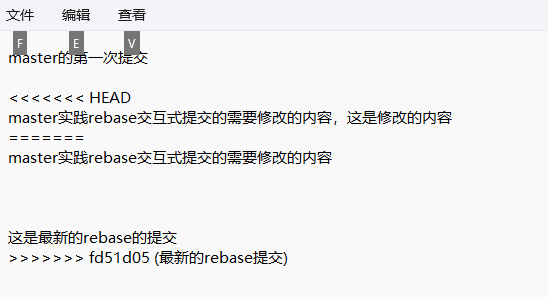 文件 编辑 查看
F E V
master的第一次提交
<<<<<<< HEAD
master实践rebase交互式提交的需要修改的内容，这是修改的内容
=======
master实践rebase交互式提交的需要修改的内容
这是最新的rebase的提交
>>>>>>> fd51d05 (最新的rebase提交)